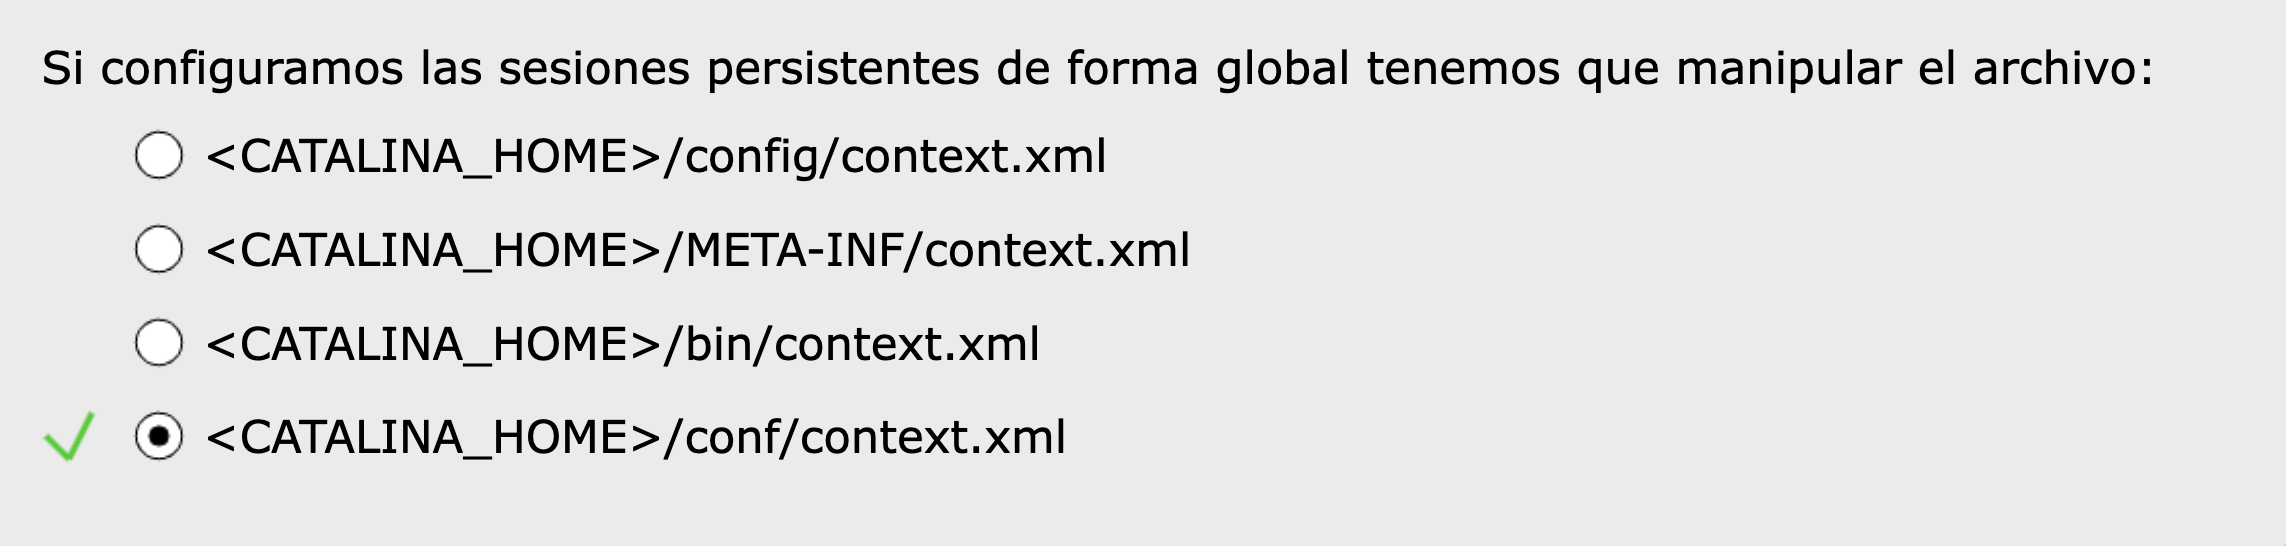 Si configuramos las sesiones persistentes de forma global tenemos que manipular el archivo:
<CATALINA_HOME>/config/context.xml
<CATALINA_HOME>/META-INF/context.xml
<CATALINA_HOME>/bin/context.xml
<CATALINA_HOME>/conf/context.xml